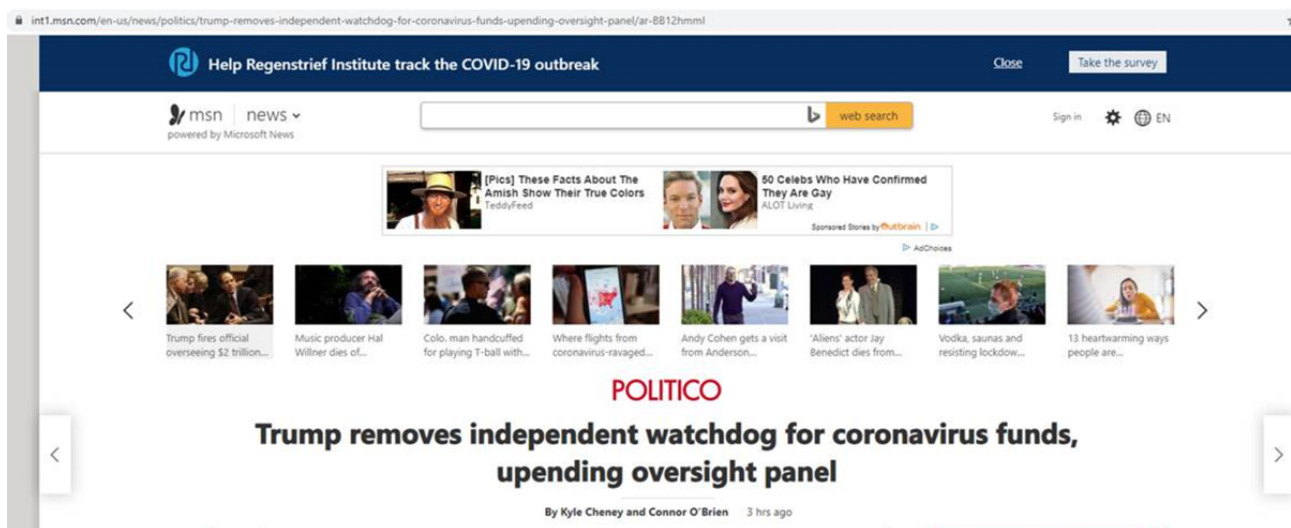 int1.msn.com/en-us/news/politics/trump-removes-independent-watchdog-for-coronavirus-funds-upending-oversight-panel/ar-BB12hmml
Help Regenstrief Institute track the COVID-19 outbreak
Close
Take the survey
msn
news
powered by Microsoft News
web search
Sign in
EN
[Pics] These Facts About The
Amish Show Their True Colors
TeddyFeed
50 Celebs Who Have Confirmed
They Are Gay
ALOT Living
Sponsored Stories by Outbrain
AdChoices
Trump fires official
overseeing $2 trillion...
Music producer Hal
Willner dies of...
Colo. man handcuffed
for playing T-ball with...
Where flights from
coronavirus-ravaged...
Andy Cohen gets a visit
from Anderson...
'Aliens' actor Jay
Benedict dies from...
Vodka, saunas and
resisting lockdow...
13 heartwarming ways
people are...
POLITICO
Trump removes independent watchdog for coronavirus funds,
upending oversight panel
By Kyle Cheney and Connor O'Brien 3 hrs ago